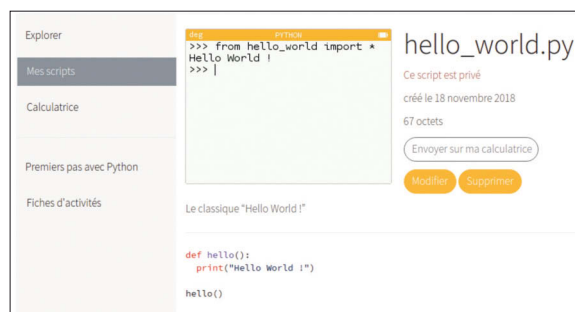 Explorer
Mes scripts
Calculatrice
Premiers pas avec Python
Fiches d'activités
deg PYTHON
>>> from hello_world import *
Hello World !
>>>
hello_world.py
Ce script est privé
créé le 18 novembre 2018
67 octets
Envoyer sur ma calculatrice
Modifier Supprimer
Le classique “Hello World !”
def hello():
  print("Hello World !")
hello()